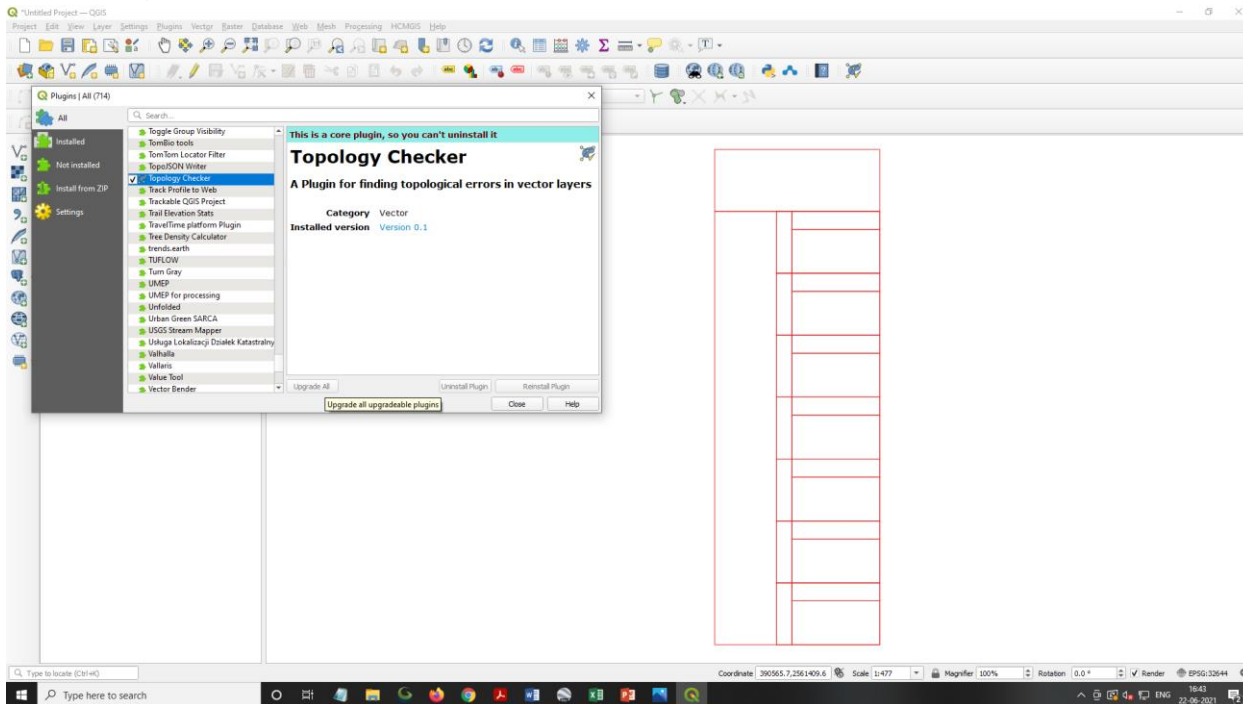 *Untitled Project — QGIS
Project Edit View Layer Settings Plugins Vector Raster Database Web Mesh Processing HCMGIS Help
Plugins | All (714)
All
Installed
Not installed
Install from ZIP
Settings
Search...
Toggle Group Visibility
TomBio tools
TomTom Locator Filter
TopoJSON Writer
Topology Checker
Track Profile to Web
Trackable QGIS Project
Trail Elevation Stats
TravelTime platform Plugin
Tree Density Calculator
trends.earth
TUFLOW
Turn Gray
UMEP
UMEP for processing
Unfolded
Urban Green SARCA
USGS Stream Mapper
Usługa Lokalizacji Działek Katastralny
Valhalla
Vallaris
Value Tool
Vector Bender
This is a core plugin, so you can't uninstall it
Topology Checker
A Plugin for finding topological errors in vector layers
Category Vector
Installed version Version 0.1
Upgrade All Uninstall Plugin Reinstall Plugin
Upgrade all upgradeable plugins Close Help
Type to locate (Ctrl+K) Coordinate 390565.7,2561409.6 Scale 1:477 Magnifier 100% Rotation 0.0 ° Render EPSG:32644
Type here to search ENG 16:43
22-06-2021